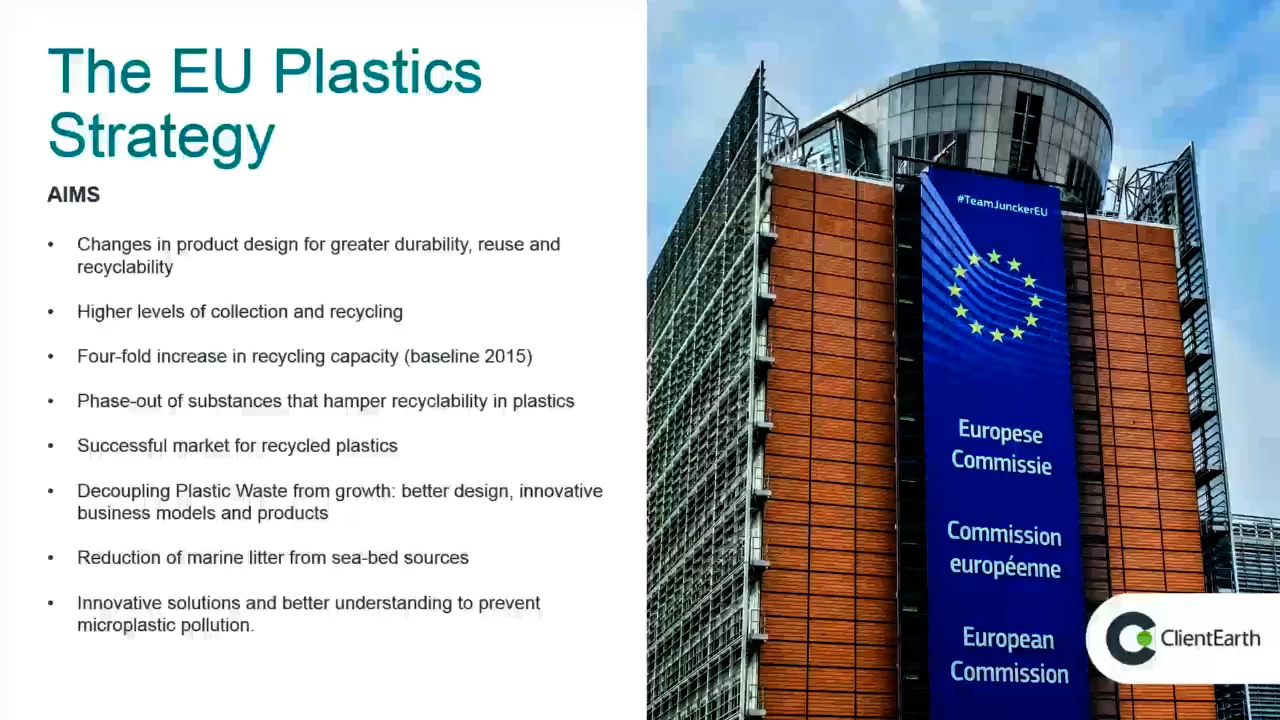 The EU Plastics
Strategy
AIMS
• Changes in product design for greater durability, reuse and
recyclability
• Higher levels of collection and recycling
• Four-fold increase in recycling capacity (baseline 2015)
• Phase-out of substances that hamper recyclability in plastics
• Successful market for recycled plastics
• Decoupling Plastic Waste from growth: better design, innovative
business models and products
• Reduction of marine litter from sea-bed sources
• Innovative solutions and better understanding to prevent
microplastic pollution.
#TeamJunckerEU
Europese
Commissie
Commission
européenne
European
Commission
ClientEarth